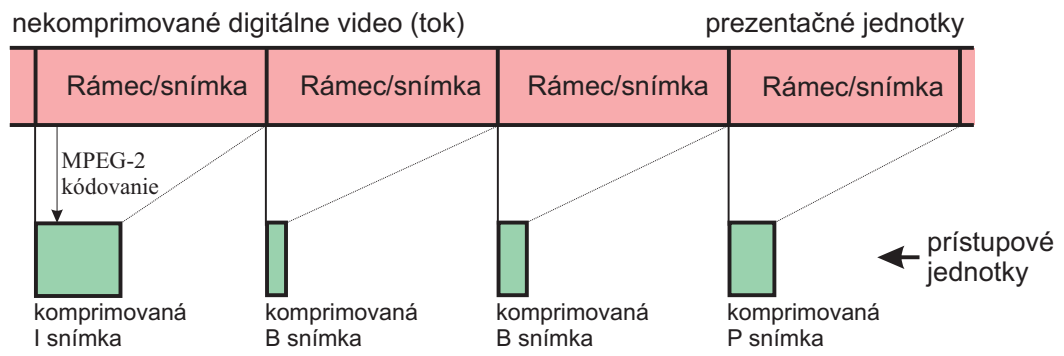 nekomprimované digitálne video (tok)
prezentačné jednotky
Rámec/snímka
Rámec/snímka
Rámec/snímka
Rámec/snímka
MPEG-2
kódovanie
prístupové
jednotky
komprimovaná
I snímka
komprimovaná
B snímka
komprimovaná
B snímka
komprimovaná
P snímka